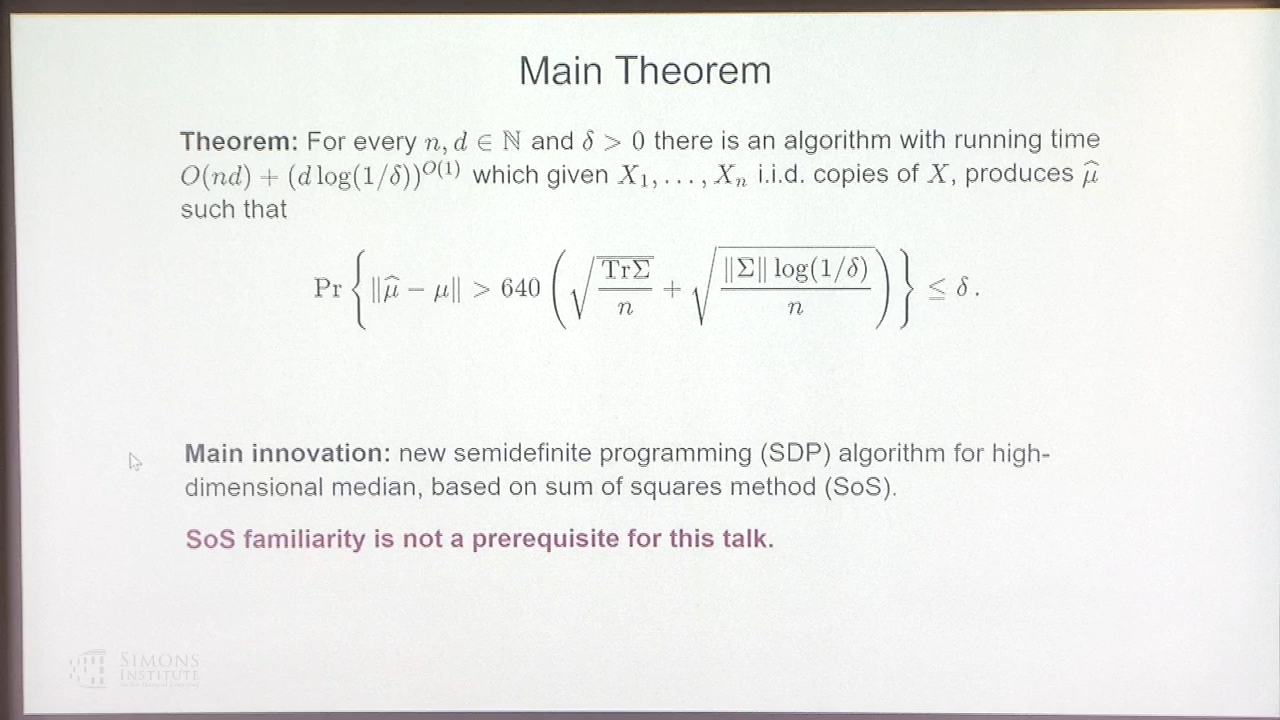 Main Theorem
Theorem: For every n, d ∈ ℕ and δ > 0 there is an algorithm with running time
O(nd) + (d log(1/δ))^{O(1)} which given X₁, …, Xₙ i.i.d. copies of X, produces μ̂
such that
Pr { ‖μ̂ − μ‖ > 640 ( √(TrΣ/n) + √(‖Σ‖ log(1/δ)/n) ) } ≤ δ .
Main innovation: new semidefinite programming (SDP) algorithm for high-
dimensional median, based on sum of squares method (SoS).
SoS familiarity is not a prerequisite for this talk.
SIMONS
INSTITUTE